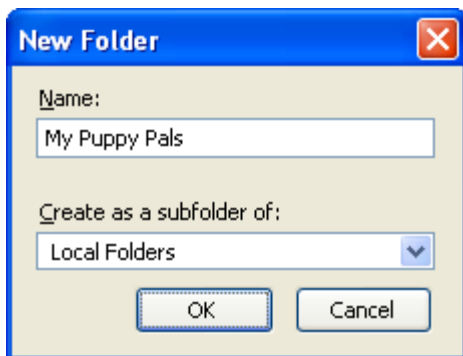 New Folder
Name:
My Puppy Pals
Create as a subfolder of:
Local Folders
OK Cancel